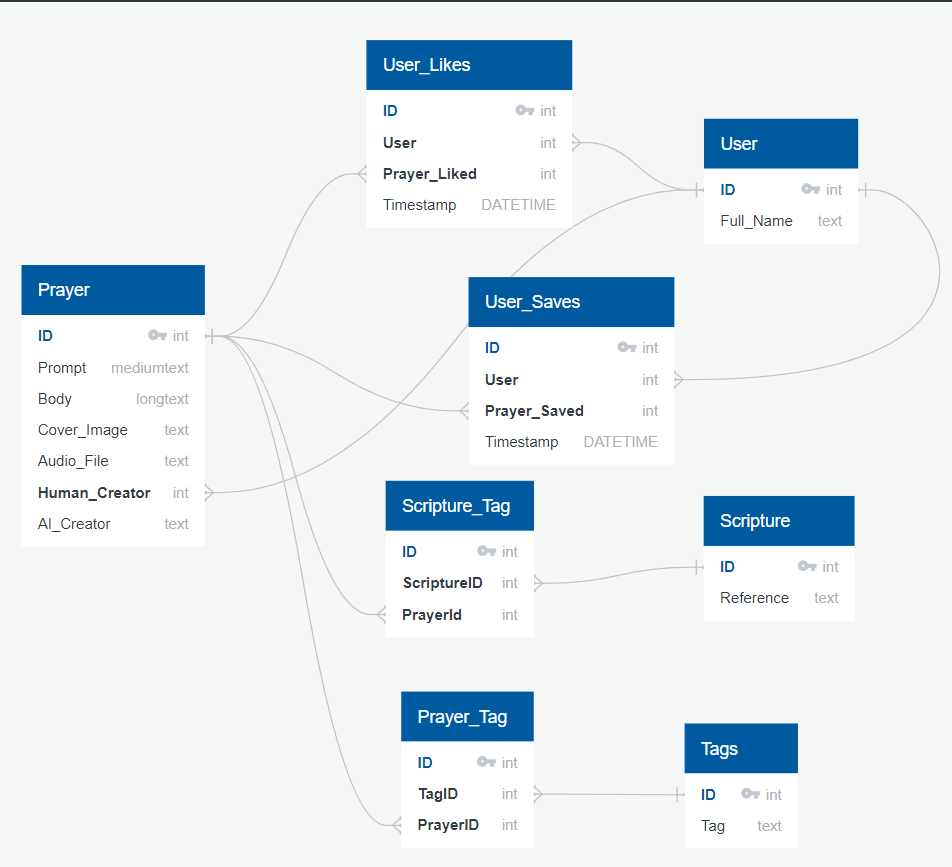 User_Likes
ID int
User int
Prayer_Liked int
Timestamp DATETIME
User
ID int
Full_Name text
Prayer
ID int
Prompt mediumtext
Body longtext
Cover_Image text
Audio_File text
Human_Creator int
AI_Creator text
User_Saves
ID int
User int
Prayer_Saved int
Timestamp DATETIME
Scripture_Tag
ID int
ScriptureID int
PrayerId int
Scripture
ID int
Reference text
Prayer_Tag
ID int
TagID int
PrayerID int
Tags
ID int
Tag text